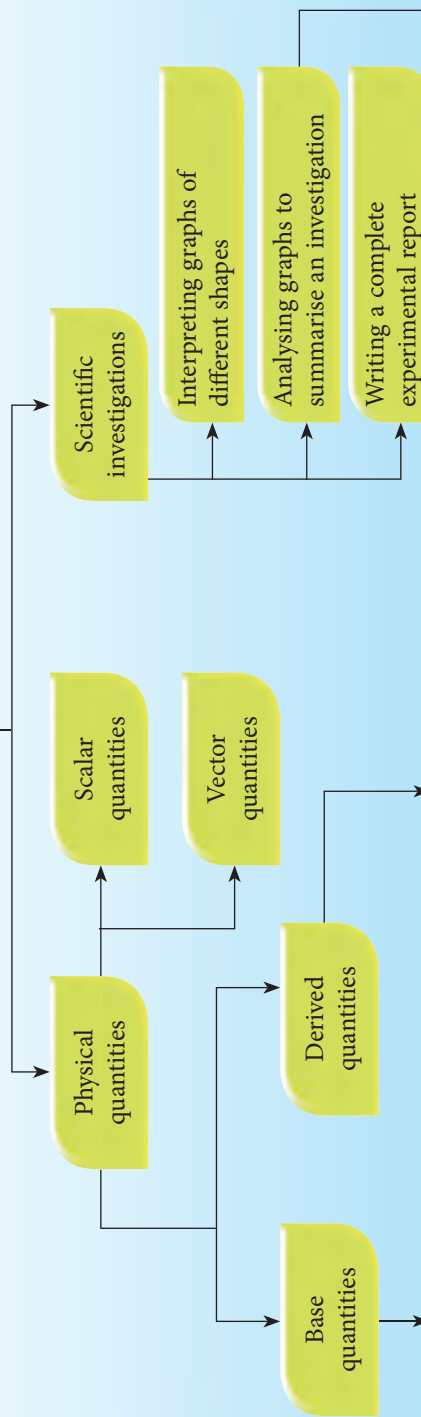 Physical
quantities
Scalar
quantities
Vector
quantities
Base
quantities
Derived
quantities
Scientific
investigations
Interpreting graphs of
different shapes
Analysing graphs to
summarise an investigation
Writing a complete
experimental report